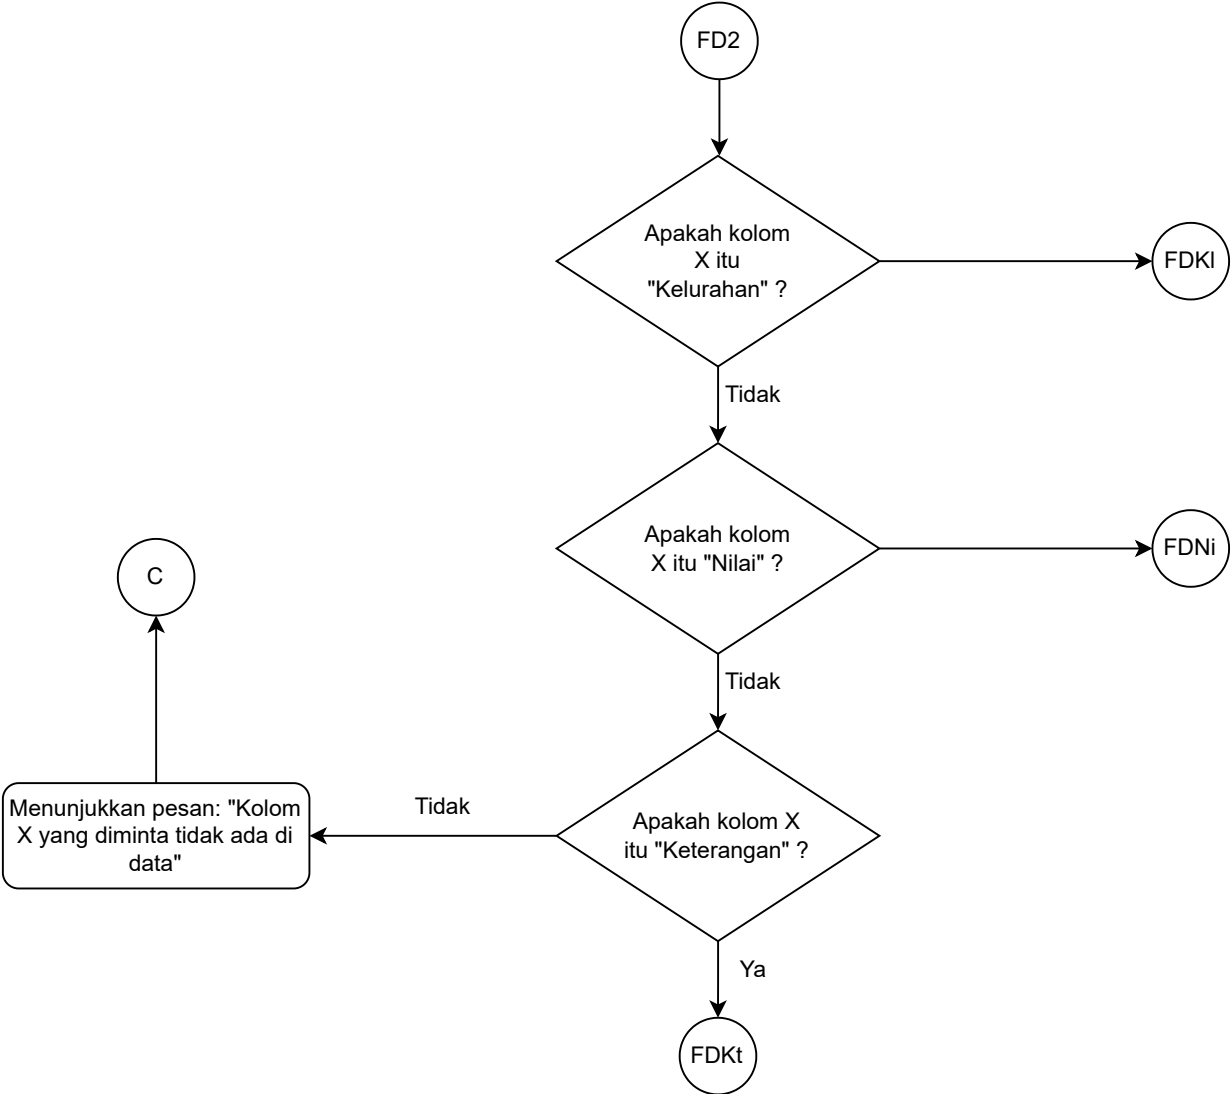 FD2
Apakah kolom
X itu
"Kelurahan" ?
FDKl
Tidak
Apakah kolom
X itu "Nilai" ?
FDNi
C
Tidak
Menunjukkan pesan: "Kolom
X yang diminta tidak ada di
data"
Tidak
Apakah kolom X
itu "Keterangan" ?
Ya
FDKt